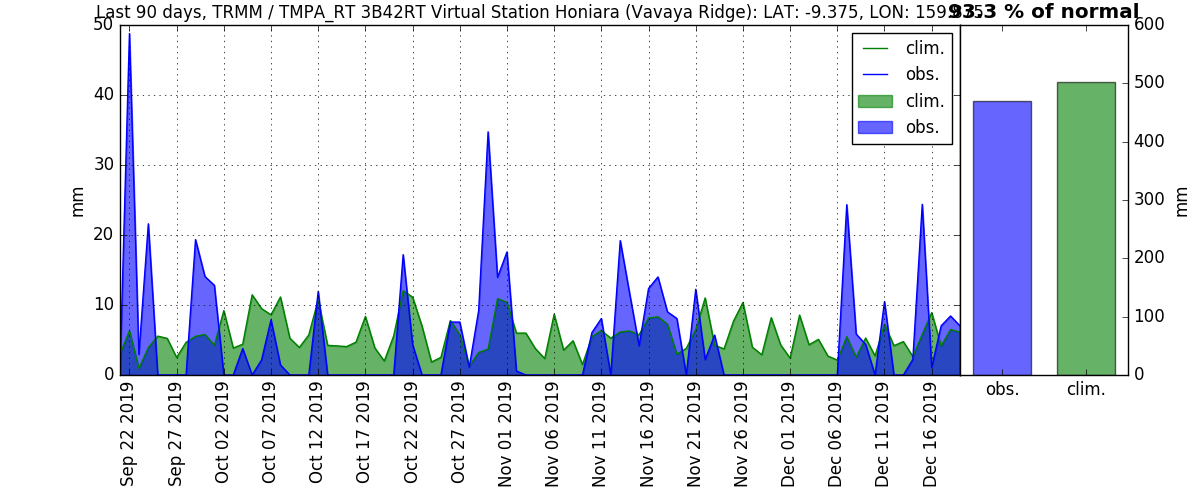 Last 90 days, TRMM / TMPA_RT 3B42RT Virtual Station Honiara (Vavaya Ridge): LAT: -9.375, LON:
93.3 % of normal
50
40
30
20
10
0
mm
clim.
obs.
clim.
obs.
600
500
400
300
200
100
0
mm
obs.
clim.
Sep 22 2019
Sep 27 2019
Oct 02 2019
Oct 07 2019
Oct 12 2019
Oct 17 2019
Oct 22 2019
Oct 27 2019
Nov 01 2019
Nov 06 2019
Nov 11 2019
Nov 16 2019
Nov 21 2019
Nov 26 2019
Dec 01 2019
Dec 06 2019
Dec 11 2019
Dec 16 2019